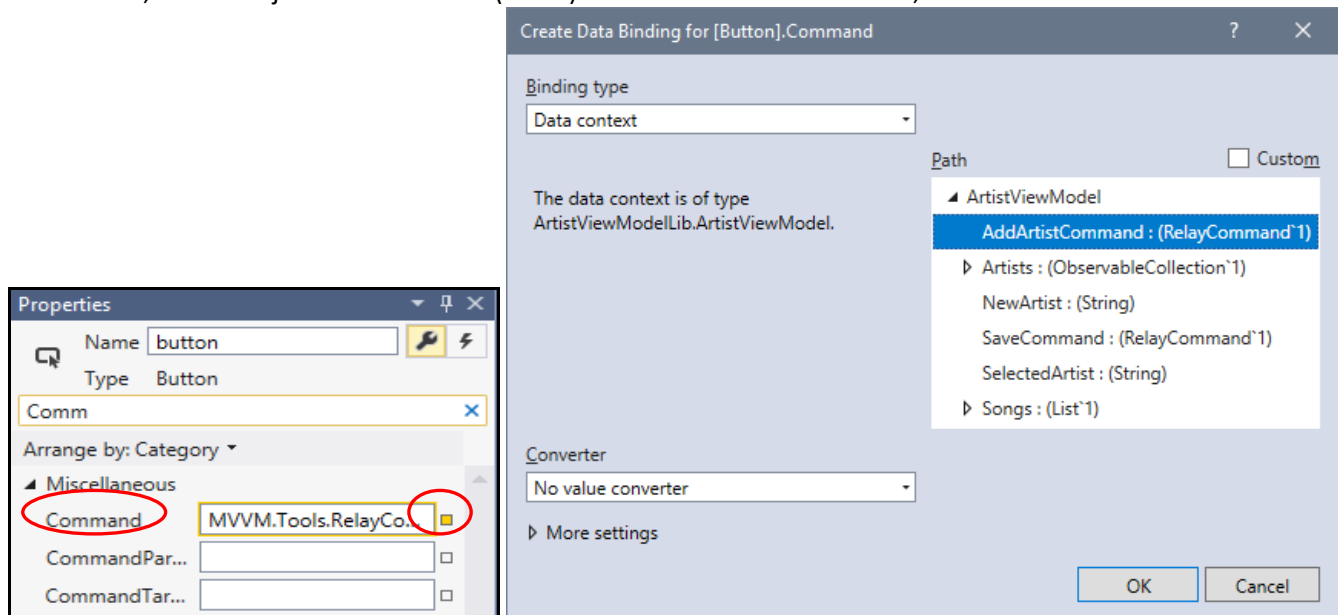 Create Data Binding for [Button].Command
Binding type
Data context
Path
Custom
The data context is of type
ArtistViewModelLib.ArtistViewModel.
ArtistViewModel
AddArtistCommand : (RelayCommand`1)
Artists : (ObservableCollection`1)
NewArtist : (String)
SaveCommand : (RelayCommand`1)
SelectedArtist : (String)
Songs : (List`1)
Converter
No value converter
More settings
OK
Cancel
Properties
Name button
Type Button
Comm
Arrange by: Category
Miscellaneous
Command MVVM.Tools.RelayCo...
CommandPar...
CommandTar...